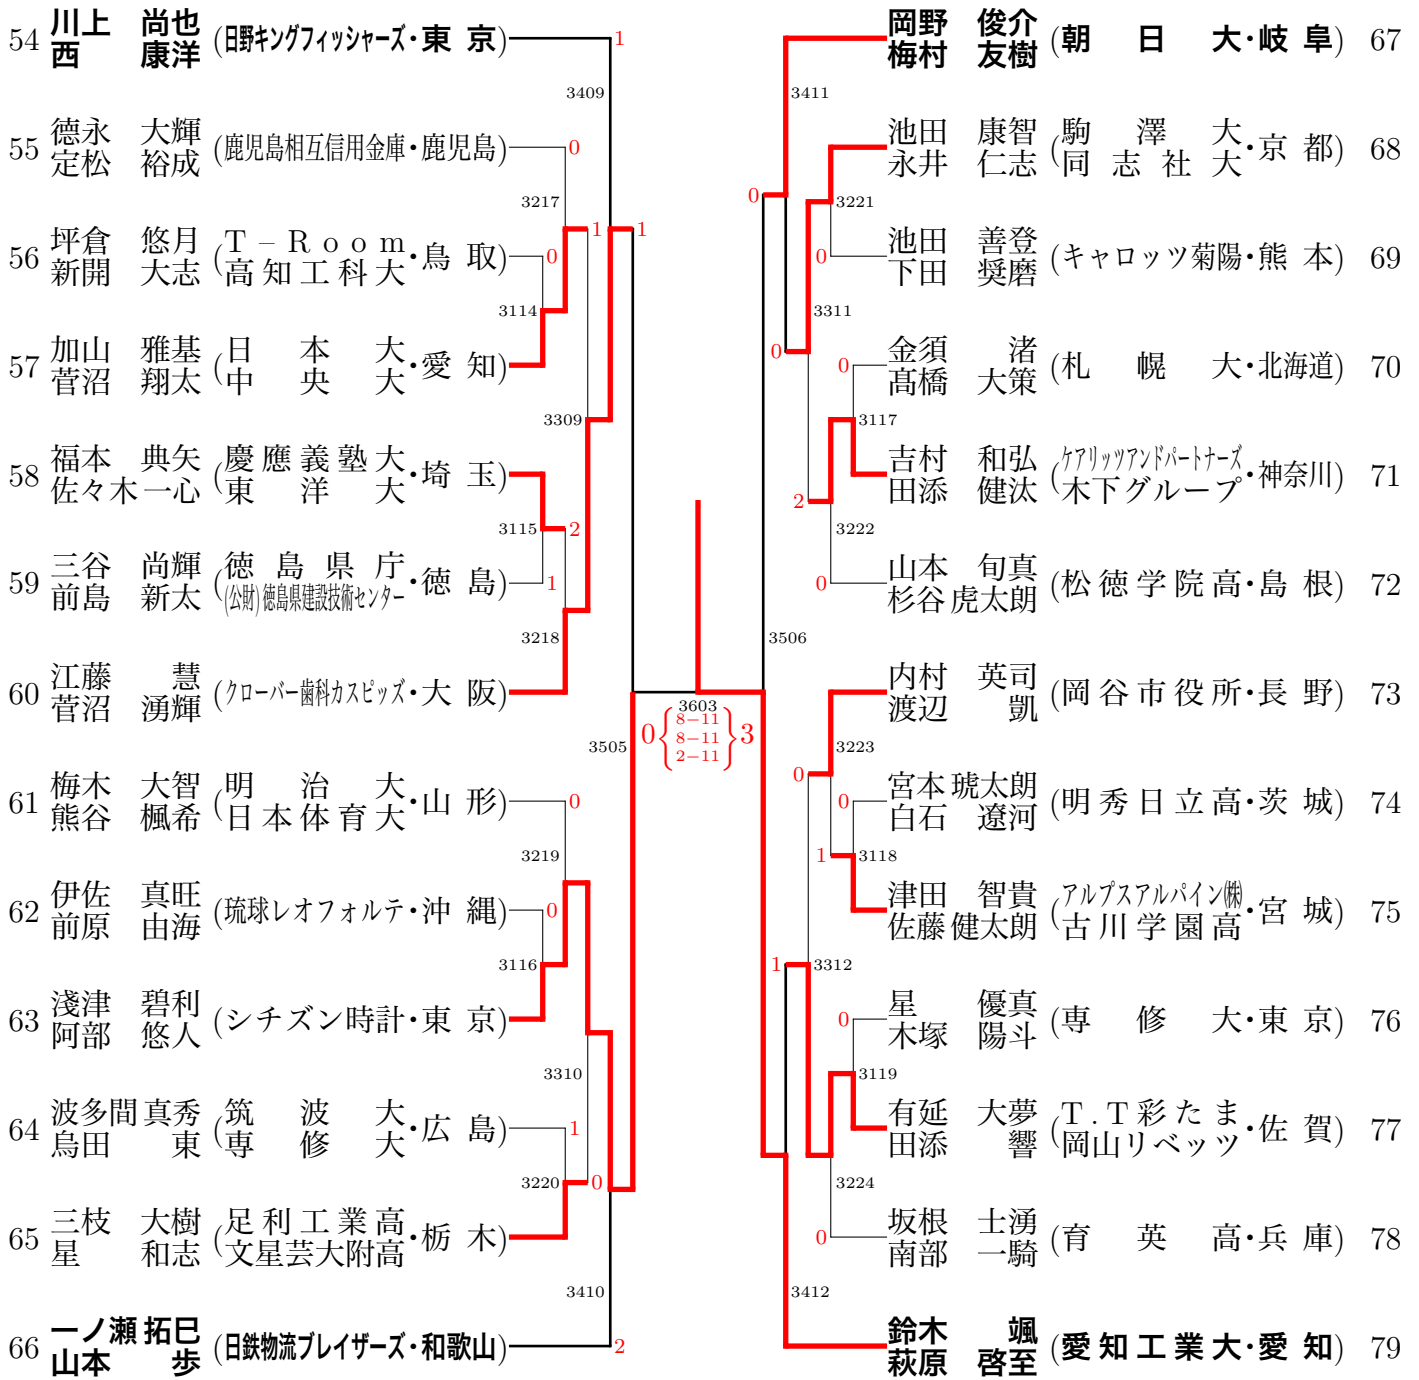 54 川上 尚也 西 康洋 (日野キングフィッシャーズ・東 京)
1
3409
55 德永 大輝 定松 裕成 (鹿児島相互信用金庫・鹿児島)
0
3217
1
1
56 坪倉 悠月 新開 大志 (T-Room 高知工科大・鳥 取)
0
3114
57 加山 雅基 菅沼 翔太 (日本大 中央大・愛 知)
3309
58 福本 典矢 佐々木一心 (慶應義塾大 東洋大・埼 玉)
3115
2
59 三谷 尚輝 前島 新太 (徳島県庁 (公財)徳島県建設技術センター・徳 島)
1
3218
60 江藤 慧 菅沼 湧輝 (クローバー歯科カスピッズ・大 阪)
3505
61 梅木 大智 熊谷 楓希 (明治大 日本体育大・山 形)
0
3219
62 伊佐 真旺 前原 由海 (琉球レオフォルテ・沖 縄)
0
3116
63 淺津 碧利 阿部 悠人 (シチズン時計・東 京)
3310
64 波多間真秀 烏田 東 (筑波大 専修大・広 島)
1
3220
0
65 三枝 大樹 星 和志 (足利工業高 文星芸大附高・栃 木)
3410
66 一ノ瀬拓巳 山本 歩 (日鉄物流ブレイザーズ・和歌山)
2
3603
0{8-11
8-11
2-11}3
岡野 俊介 梅村 友樹 (朝日大・岐 阜) 67
3411
池田 康智 永井 仁志 (駒澤大 同志社大・京 都) 68
0
3221
池田 善登 下田 奨磨 (キャロッツ菊陽・熊 本) 69
0
3311
0
金須 渚 髙橋 大策 (札幌大・北海道) 70
0
3117
吉村 和弘 田添 健汰 (ケアリッツアンドパートナーズ 木下グループ・神奈川) 71
2
3222
山本 旬真 杉谷虎太朗 (松徳学院高・島 根) 72
0
3506
内村 英司 渡辺 凱 (岡谷市役所・長 野) 73
3223
0
宮本琥太朗 白石 遼河 (明秀日立高・茨 城) 74
0
1
3118
津田 智貴 佐藤健太朗 (アルプスアルパイン㈱ 古川学園高・宮 城) 75
1
3312
星 優真 木塚 陽斗 (専修大・東 京) 76
0
3119
有延 大夢 田添 響 (T.T彩たま 岡山リベッツ・佐 賀) 77
3224
坂根 士湧 南部 一騎 (育英高・兵 庫) 78
0
3412
鈴木 颯 萩原 啓至 (愛知工業大・愛 知) 79